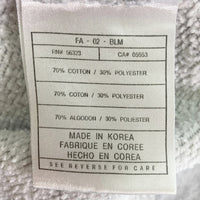 FA - 02 - BLM
RN# 56323 CA# 05553
70% COTTON / 30% POLYESTER
70% COTON / 30% POLYESTER
70% ALGODON / 30% POLIESTER
MADE IN KOREA
FABRIQUE EN COREE
HECHO EN COREA
SEE REVERSE FOR CARE